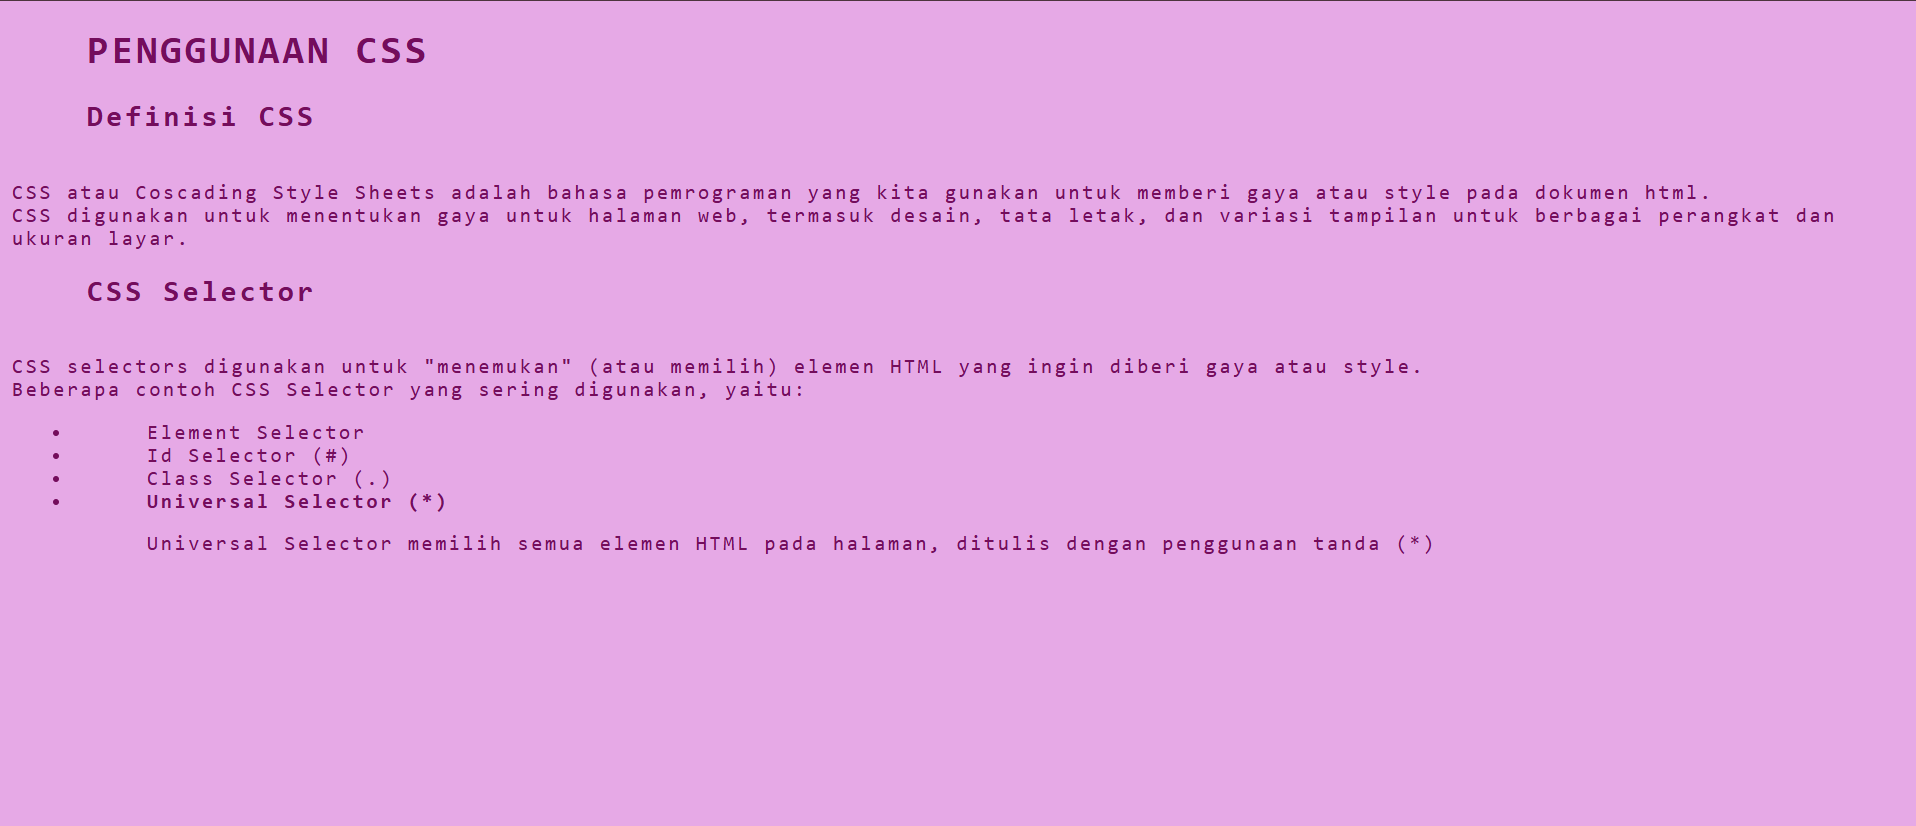 PENGGUNAAN CSS
Definisi CSS
CSS atau Coscading Style Sheets adalah bahasa pemrograman yang kita gunakan untuk memberi gaya atau style pada dokumen html.
CSS digunakan untuk menentukan gaya untuk halaman web, termasuk desain, tata letak, dan variasi tampilan untuk berbagai perangkat dan
ukuran layar.
CSS Selector
CSS selectors digunakan untuk "menemukan" (atau memilih) elemen HTML yang ingin diberi gaya atau style.
Beberapa contoh CSS Selector yang sering digunakan, yaitu:
• Element Selector
• Id Selector (#)
• Class Selector (.)
• Universal Selector (*)
Universal Selector memilih semua elemen HTML pada halaman, ditulis dengan penggunaan tanda (*)